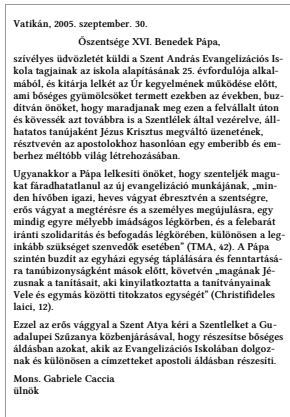 Vatikán, 2005. szeptember. 30.
Őszentsége XVI. Benedek Pápa,
szívélyes üdvözletét küldi a Szent András Evangelizációs Is-
kola tagjainak az iskola alapításának 25. évfordulója alkal-
mából, és kitárja lelkét az Úr kegyelmének működése előtt,
ami bőséges gyümölcsöket termett ezekben az években, buz-
dítván önöket, hogy maradjanak meg ezen a felvállalt úton
és kövessék azt továbbra is a Szentlélek által vezérelve, áll-
hatatos tanújaként Jézus Krisztus megváltó üzenetének,
résztvevén az apostolokhoz hasonlóan egy emberibb és em-
berhez méltóbb világ létrehozásában.
Ugyanakkor a Pápa lelkesíti önöket, hogy szenteljék magu-
kat fáradhatatlanul az új evangelizáció munkájának, „min-
den hívőben igazi, heves vágyat ébresztvén a szentségre,
erős vágyat a megtérésre és a személyes megújulásra, egy
mindig egyre mélyebb imádságos légkörben, és a felebarát
iránti szolidaritás és befogadás légkörében, különösen a leg-
inkább szükséget szenvedők esetében” (TMA, 42). A Pápa
szintén buzdít az egyházi egység táplálására és fenntartásá-
ra tanúbizonyságként mások előtt, követvén „magának Jé-
zusnak a tanításait, aki kinyilatkoztatta a tanítványainak
Vele és egymás közötti titokzatos egységét” (Christifideles
laici, 12).
Ezzel az erős vággyal a Szent Atya kéri a Szentlelket a Gu-
adalupei Szűzanya közbenjárásával, hogy részesítse bőséges
áldásban azokat, akik az Evangelizációs Iskolában dolgoz-
nak és különösen a címzetteket apostoli áldásban részesíti.
Mons. Gabriele Caccia
ülnök